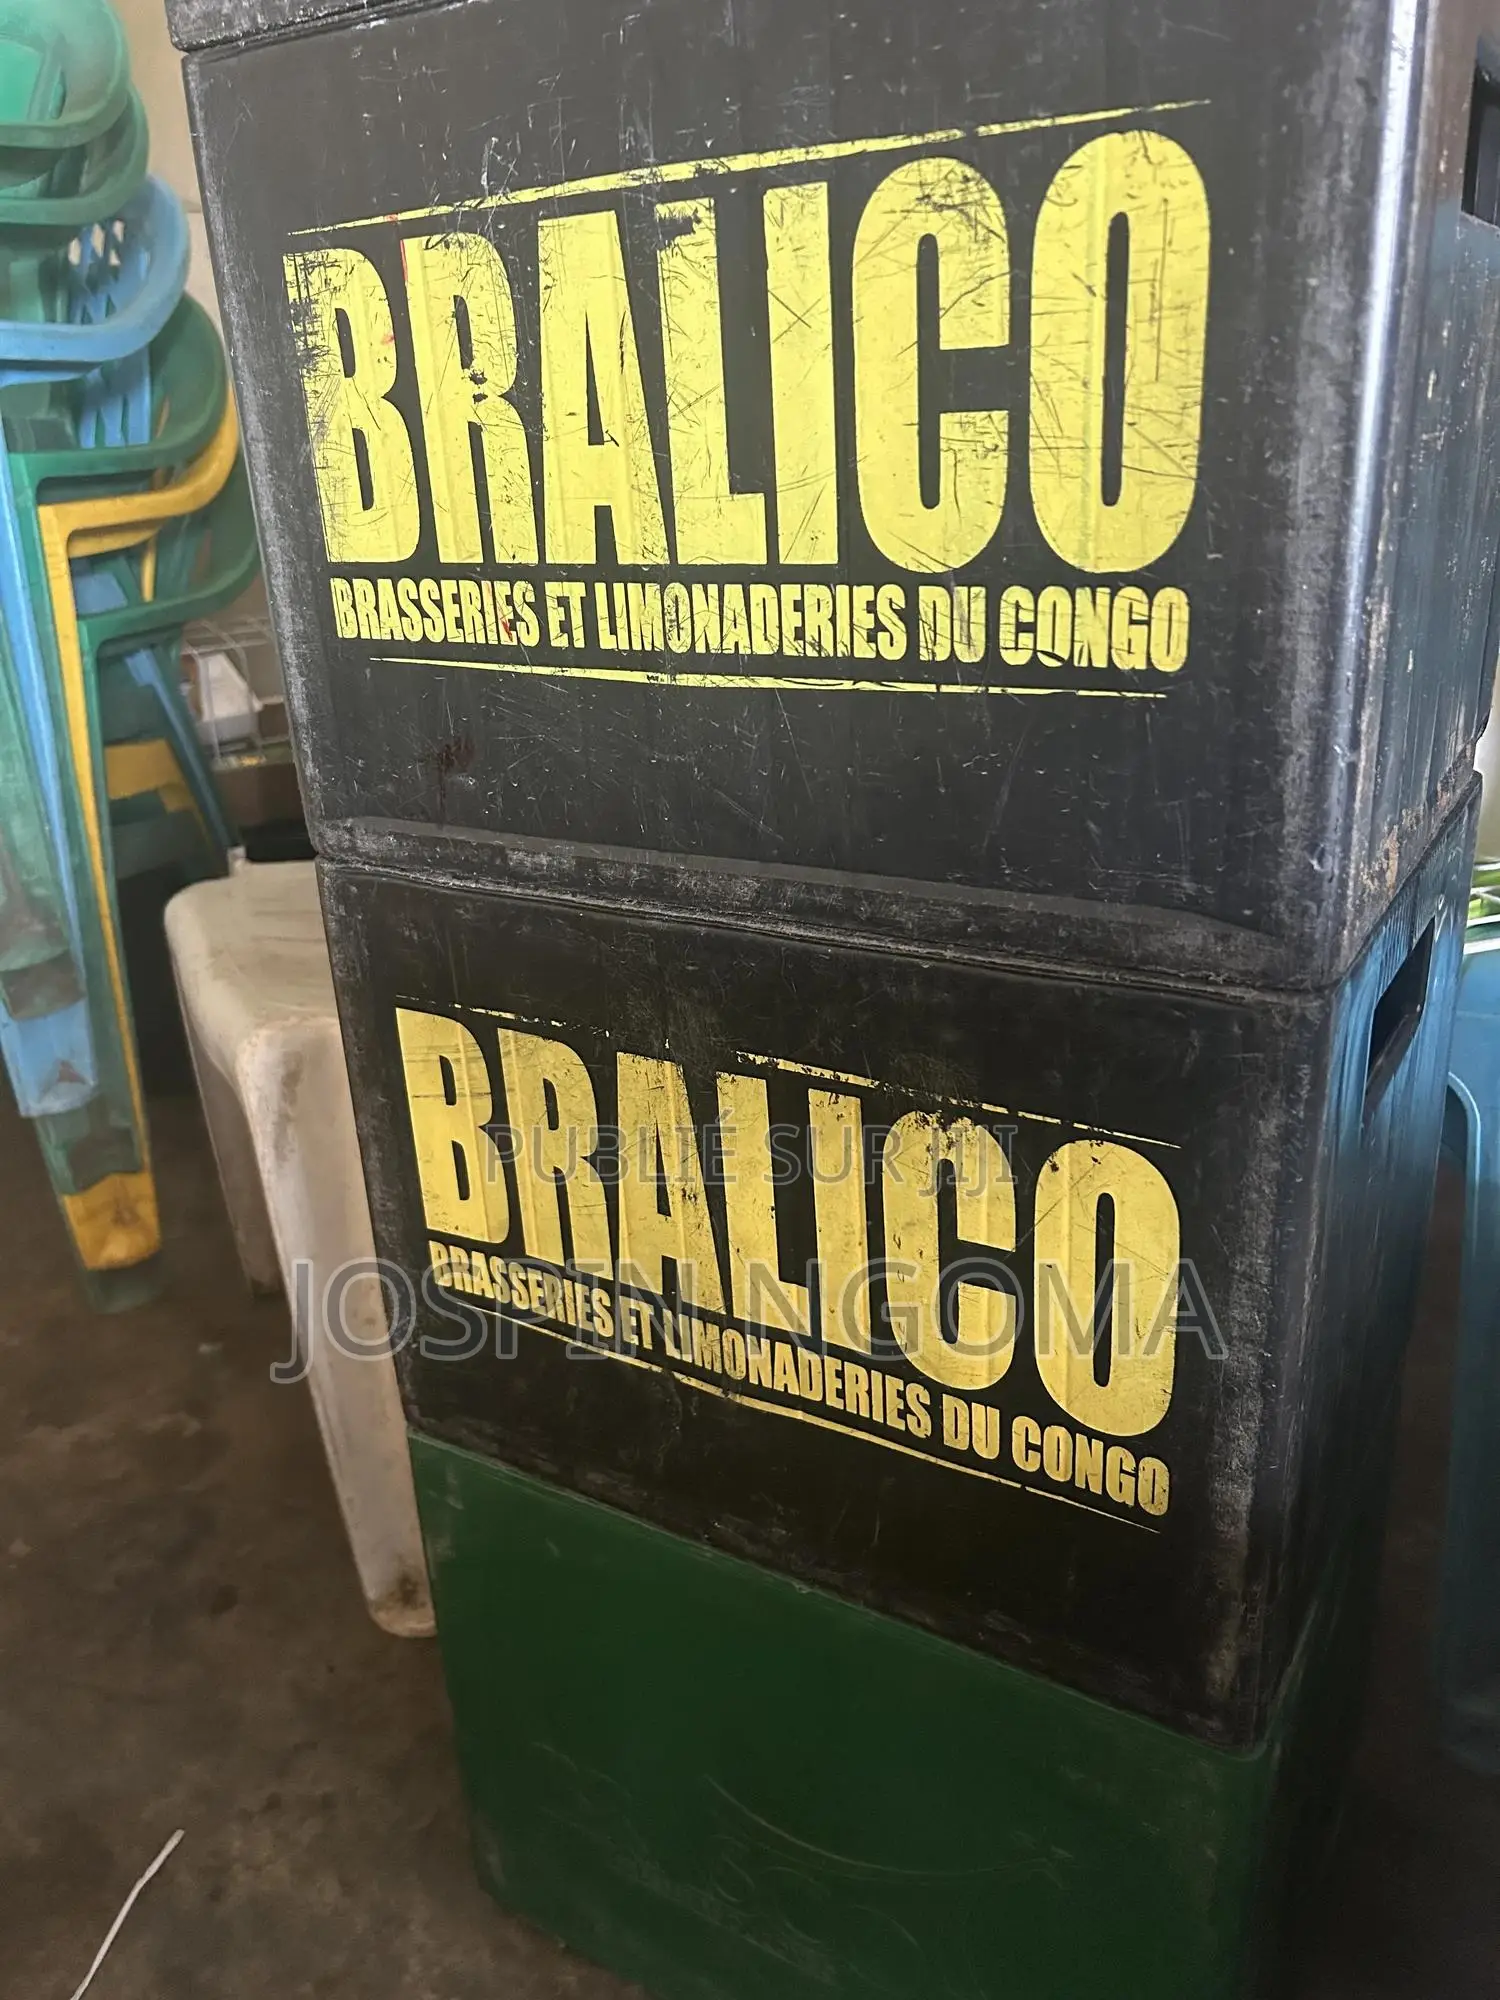 BRALICO
BRASSERIES ET LIMONADERIES DU CONGO
BRALICO
PUBLIÉ SUR JIJI
JOSPIN NGOMA
BRASSERIES ET LIMONADERIES DU CONGO